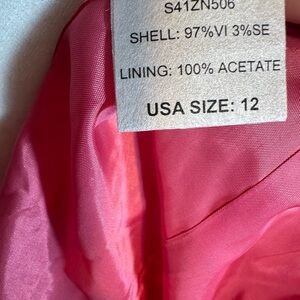 S41ZN506
SHELL: 97%VI 3%SE
LINING: 100% ACETATE
USA SIZE: 12